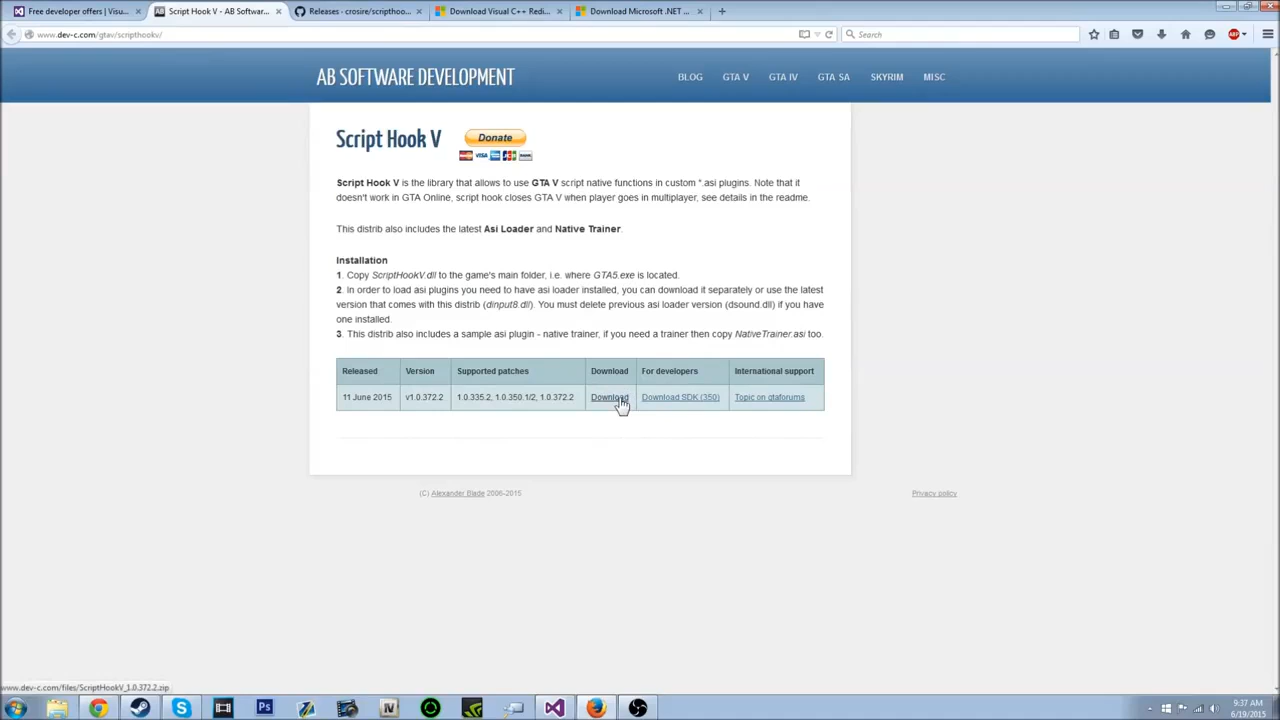 Free developer offers | Visu...
Script Hook V - AB Softwar...
Releases - crosire/scripthoo...
Download Visual C++ Redi...
Download Microsoft .NET ...
www.dev-c.com/gtav/scripthookv/
Search
ABP
AB SOFTWARE DEVELOPMENT
BLOG GTA V GTA IV GTA SA SKYRIM MISC
Script Hook V
Donate
VISA
BANK
Script Hook V is the library that allows to use GTA V script native functions in custom *.asi plugins. Note that it
doesn't work in GTA Online, script hook closes GTA V when player goes in multiplayer, see details in the readme.
This distrib also includes the latest Asi Loader and Native Trainer.
Installation
1. Copy ScriptHookV.dll to the game's main folder, i.e. where GTA5.exe is located.
2. In order to load asi plugins you need to have asi loader installed, you can download it separately or use the latest
version that comes with this distrib (dinput8.dll). You must delete previous asi loader version (dsound.dll) if you have
one installed.
3. This distrib also includes a sample asi plugin - native trainer, if you need a trainer then copy NativeTrainer.asi too.
Released Version Supported patches Download For developers International support
11 June 2015 v1.0.372.2 1.0.335.2, 1.0.350.1/2, 1.0.372.2 Download Download SDK (350) Topic on gtaforums
(C) Alexander Blade 2006-2015
Privacy policy
www.dev-c.com/files/ScriptHookV_1.0.372.2.zip
Ps
IV
9:37 AM
6/19/2015